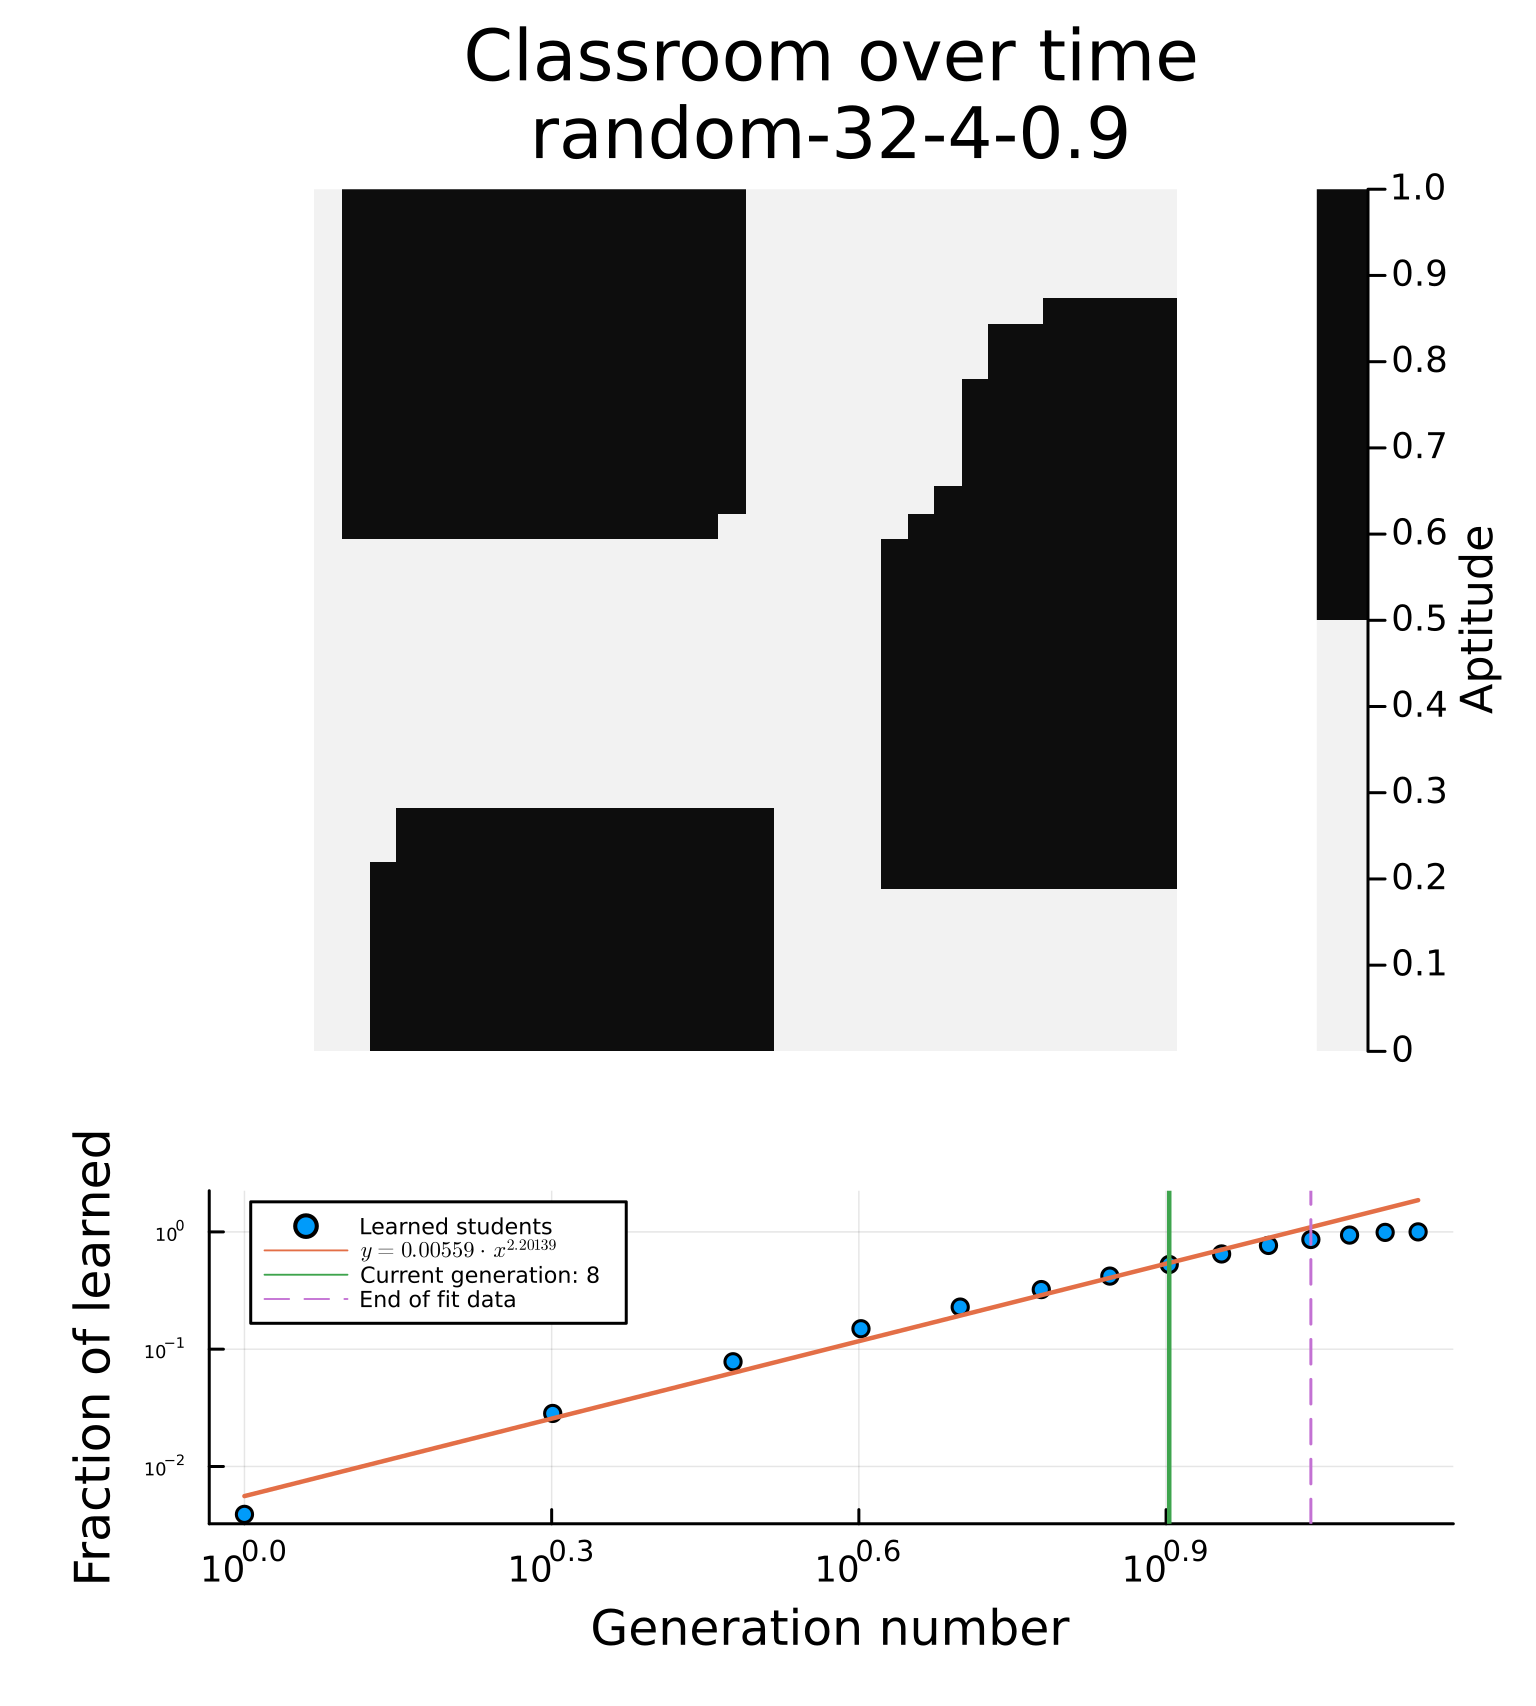 Classroom over time
random-32-4-0.9
1.0
0.9
0.8
0.7
0.6
0.5
0.4
0.3
0.2
0.1
0
Aptitude
Fraction of learned
10⁰
10⁻¹
10⁻²
Learned students
y = 0.00559 · x^2.20139
Current generation: 8
End of fit data
10^0.0
10^0.3
10^0.6
10^0.9
Generation number